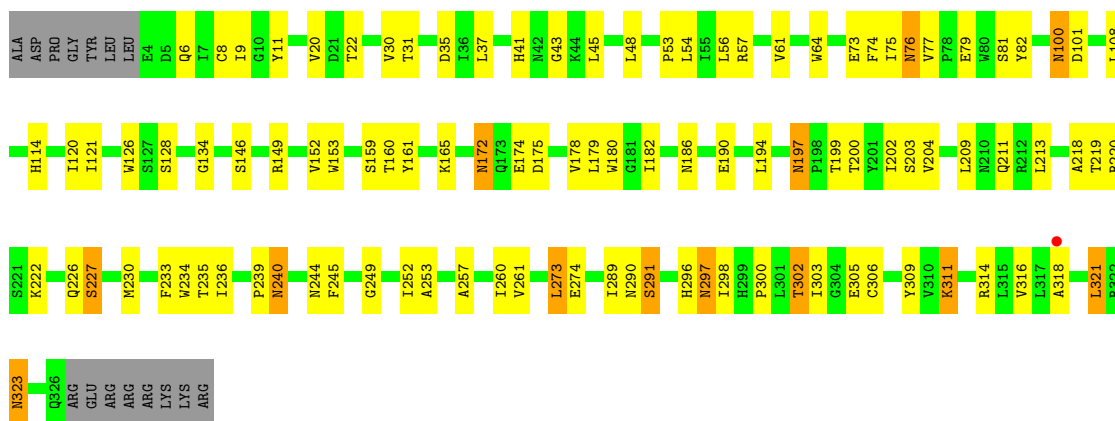 ALA ASP PRO GLY TYR LEU LEU E4 D5 Q6 I7 C8 I9 G10 Y11 V20 D21 T22 V30 T31 D35 I36 L37 H41 N42 G43 K44 L45 L48 P53 L54 I55 L56 R57 V61 W64 E73 F74 I75 N76 V77 P78 E79 W80 S81 Y82 N100 D101 L108
H114 I120 I121 W126 S127 S128 G134 S146 R149 V152 W153 S159 T160 Y161 K165 N172 Q173 E174 D175 V178 L179 W180 G181 I182 N186 E190 L194 N197 P198 T199 T200 Y201 I202 S203 V204 L209 N210 Q211 R212 L213 A218 T219 R220
S221 K222 Q226 S227 M230 F233 W234 T235 I236 P239 N240 N244 F245 G249 I252 A253 A257 I260 V261 L273 E274 I289 N290 S291 H296 N297 I298 H299 P300 L301 T302 I303 G304 E305 C306 Y309 V310 K311 R314 L315 V316 L317 A318 L321 R322
N323 Q326 ARG GLU ARG ARG ARG LYS LYS ARG